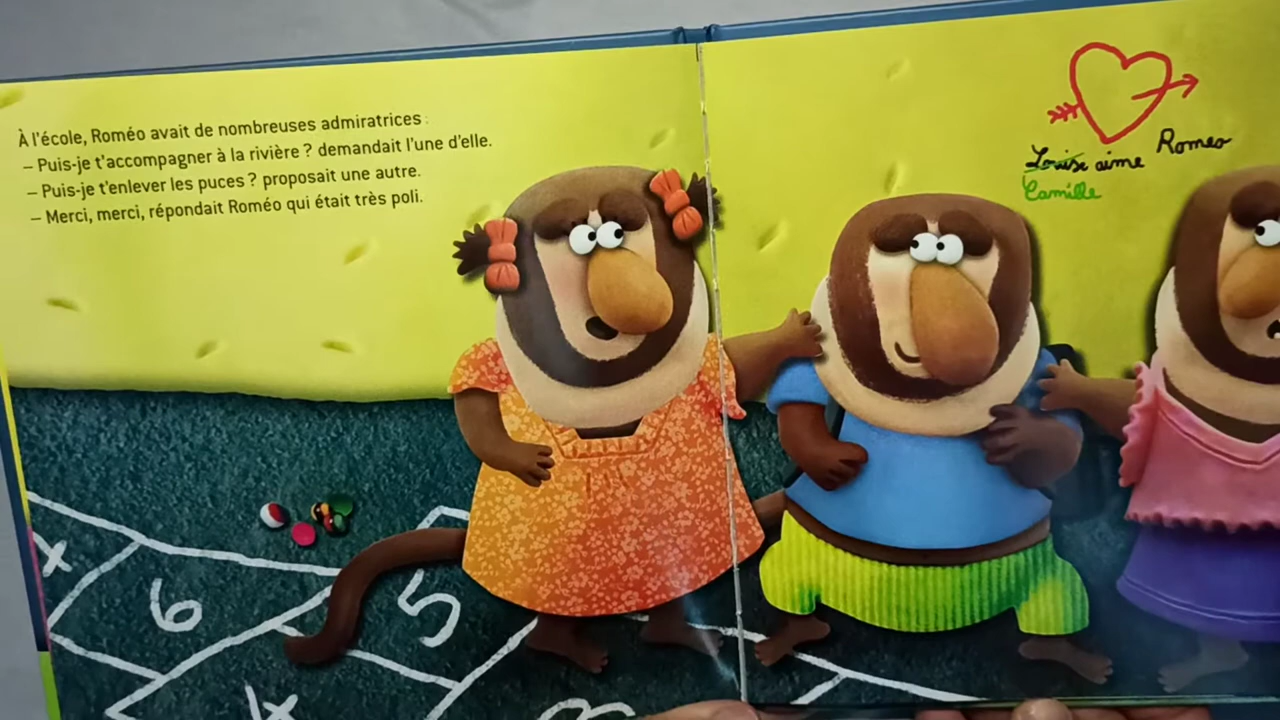 À l'école, Roméo avait de nombreuses admiratrices :
– Puis-je t'accompagner à la rivière ? demandait l'une d'elle.
– Puis-je t'enlever les puces ? proposait une autre.
– Merci, merci, répondait Roméo qui était très poli.
Louise aime Romeo
Camille
x
6
5
x
8